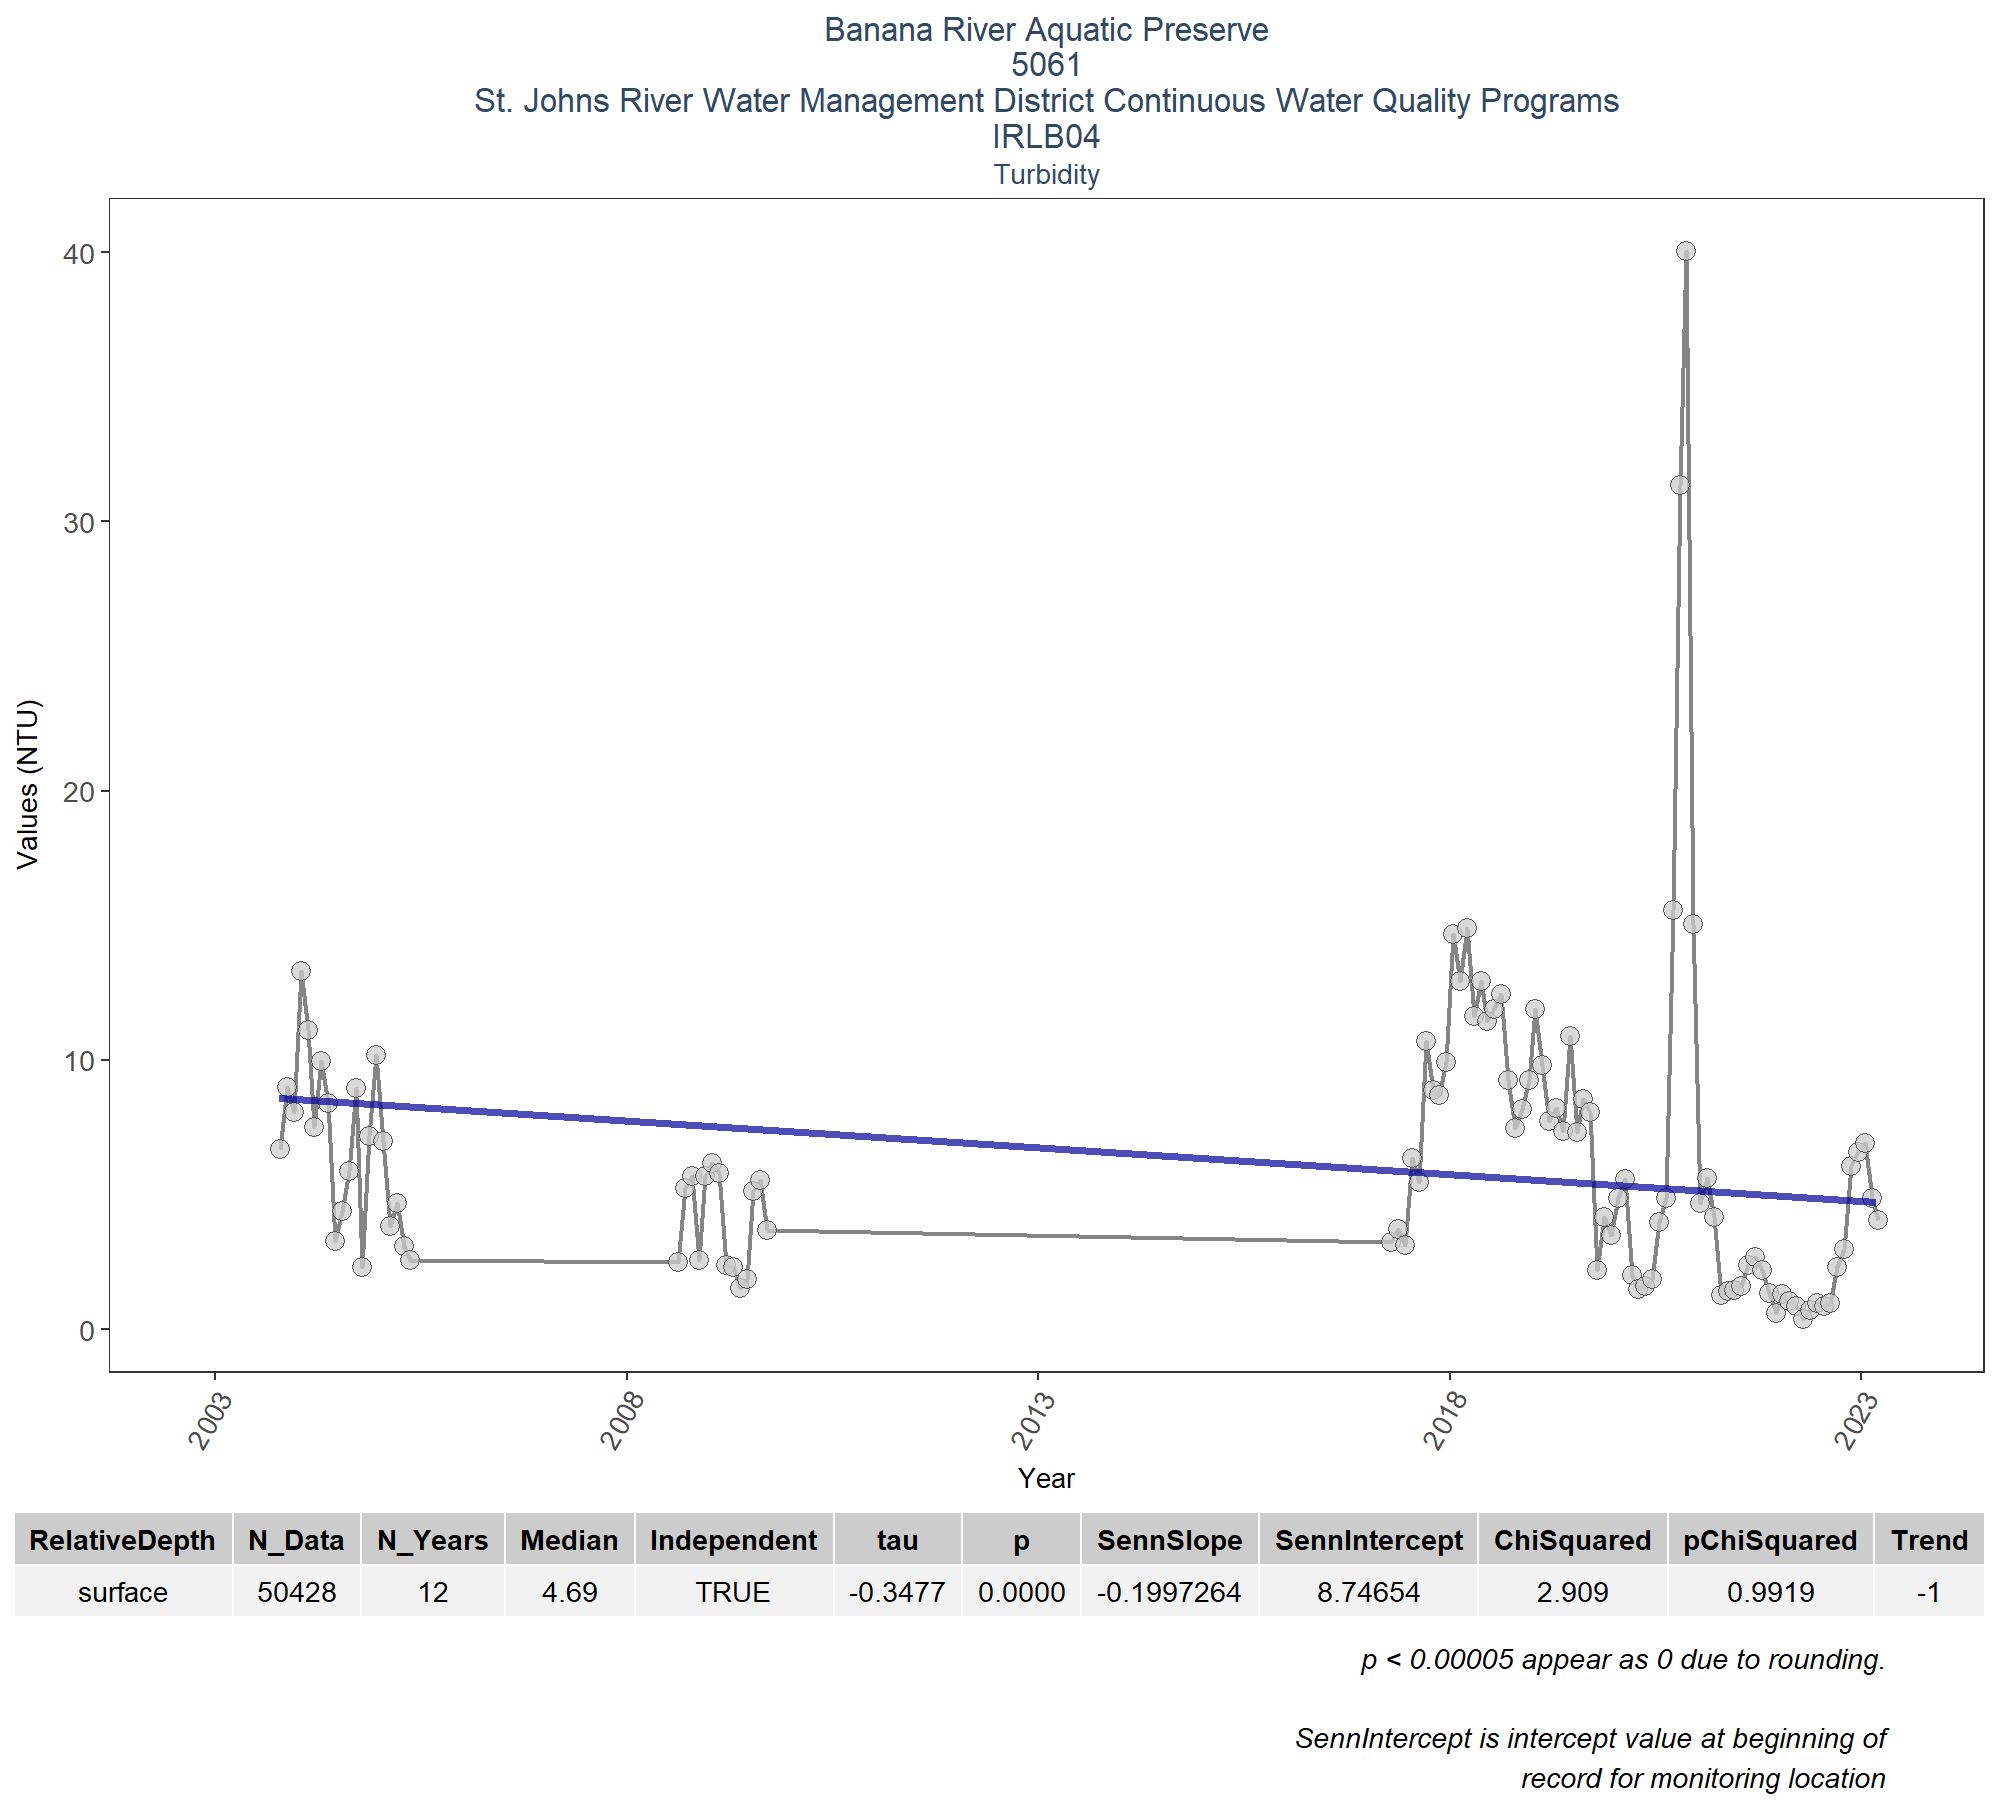 Banana River Aquatic Preserve
5061
St. Johns River Water Management District Continuous Water Quality Programs
IRLB04
Turbidity
Values (NTU)
40
30
20
10
0
2003 2008 2013 2018 2023
Year
RelativeDepth N_Data N_Years Median Independent tau p SennSlope SennIntercept ChiSquared pChiSquared Trend
surface 50428 12 4.69 TRUE -0.3477 0.0000 -0.1997264 8.74654 2.909 0.9919 -1
p < 0.00005 appear as 0 due to rounding.
SennIntercept is intercept value at beginning of
record for monitoring location